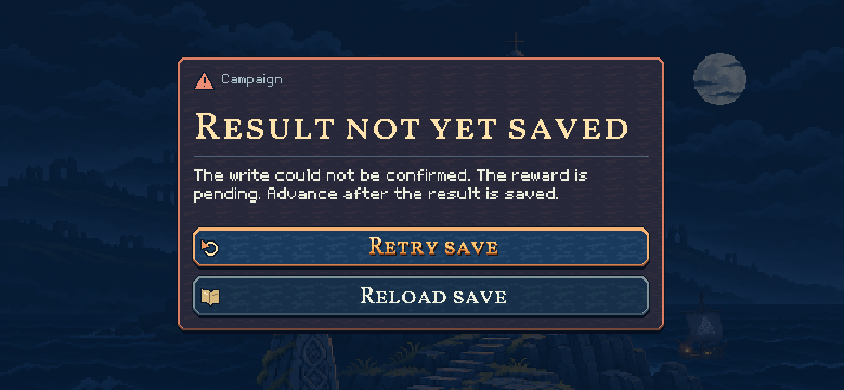 Campaign
Result not yet saved
The write could not be confirmed. The reward is
pending. Advance after the result is saved.
Retry save
Reload save